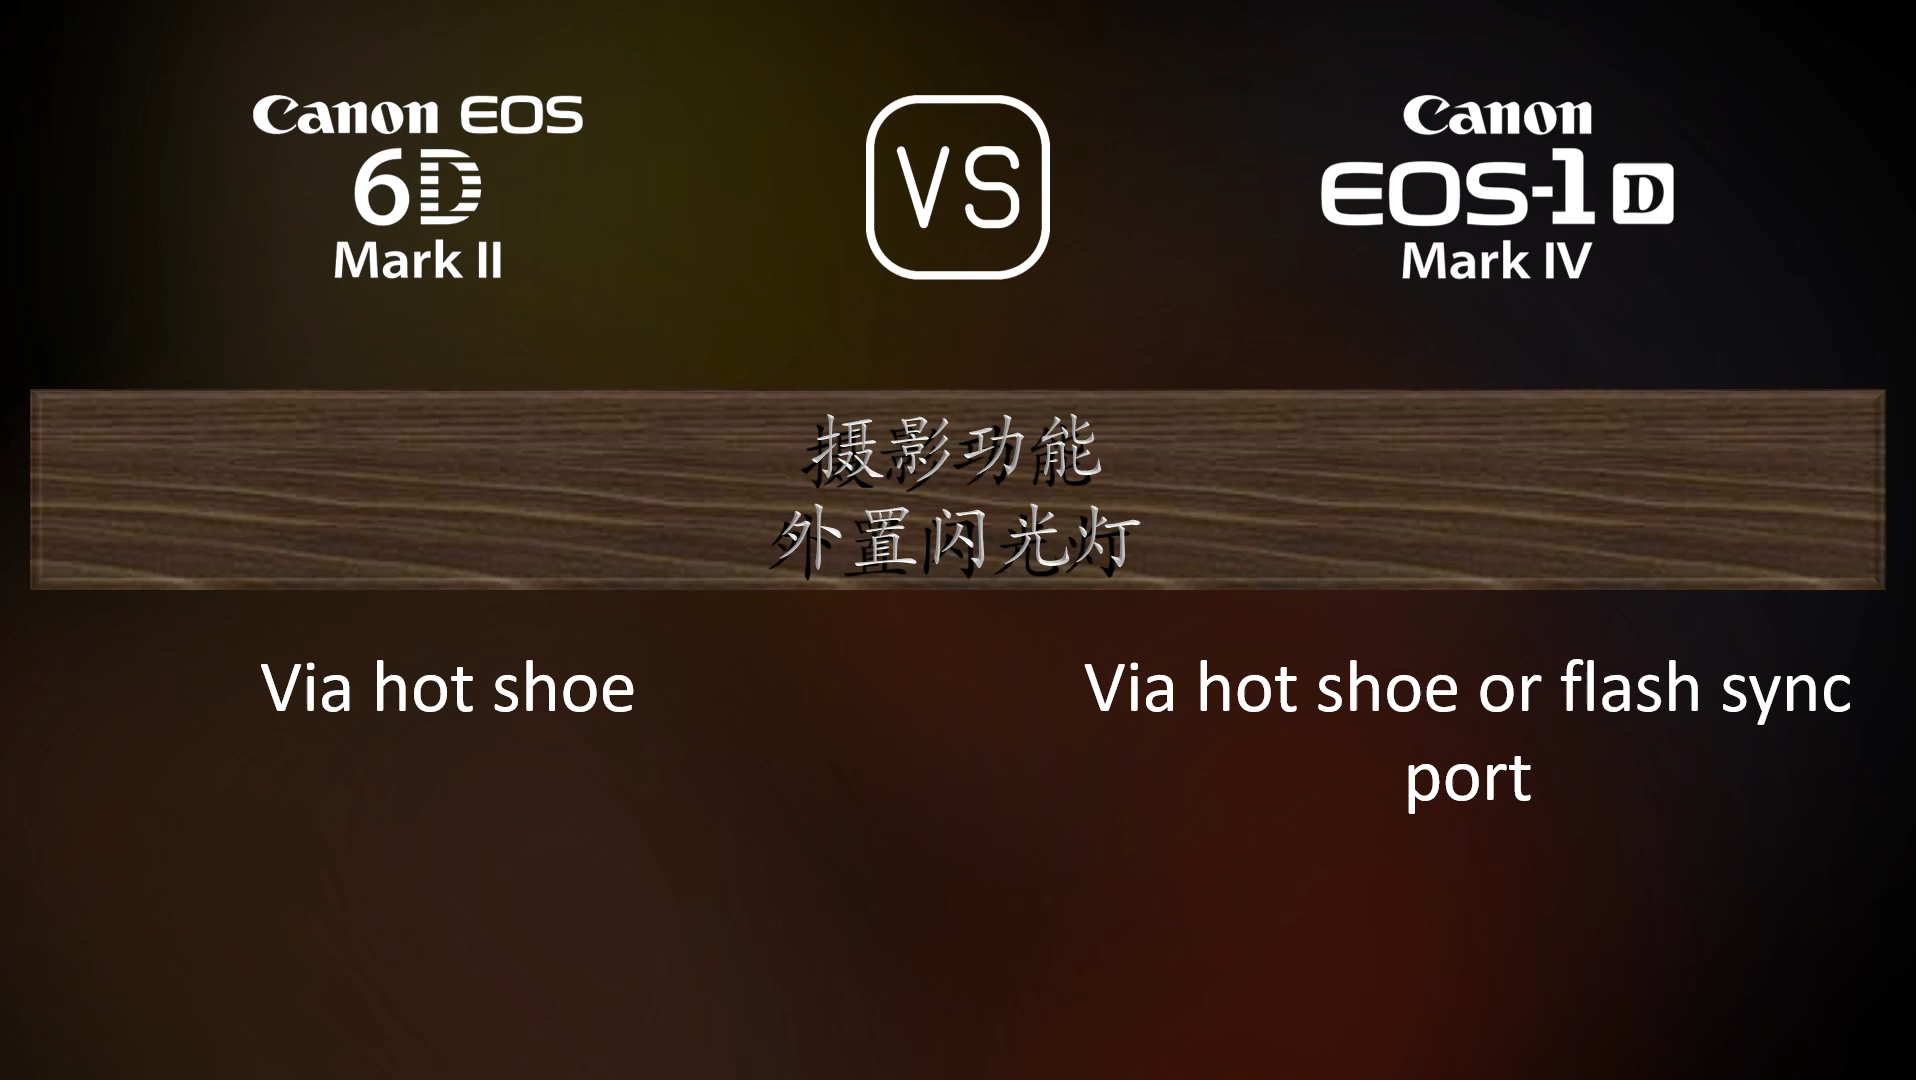 Canon EOS
6D
Mark II
VS
Canon
EOS-1 D
Mark IV
摄影功能
外置闪光灯
Via hot shoe
Via hot shoe or flash sync
port